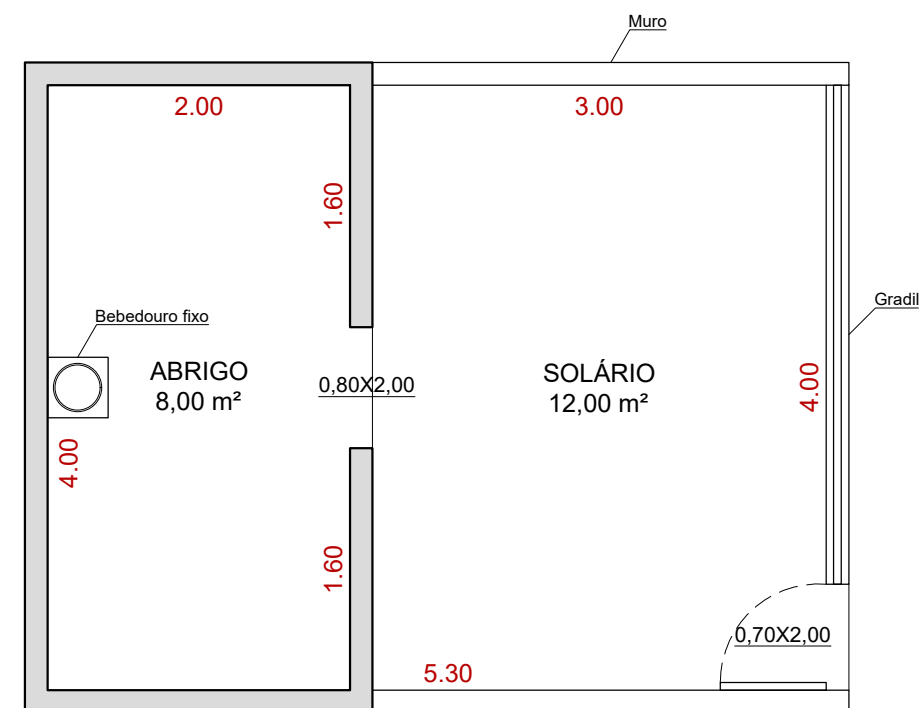 Muro
2.00
3.00
1.60
Gradil
Bebedouro fixo
ABRIGO
8,00 m²
0,80X2,00
SOLÁRIO
12,00 m²
4.00
4.00
1.60
0,70X2,00
5.30